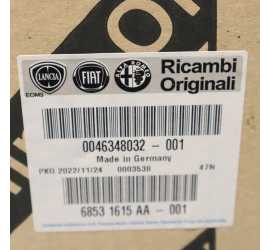 LANCIA FIAT ALFA ROMEO Ricambi
Originali
0046348032 - 001
Made in Germany
PKD 2022/11/24 0003538 47N
6853 1615 AA - 001